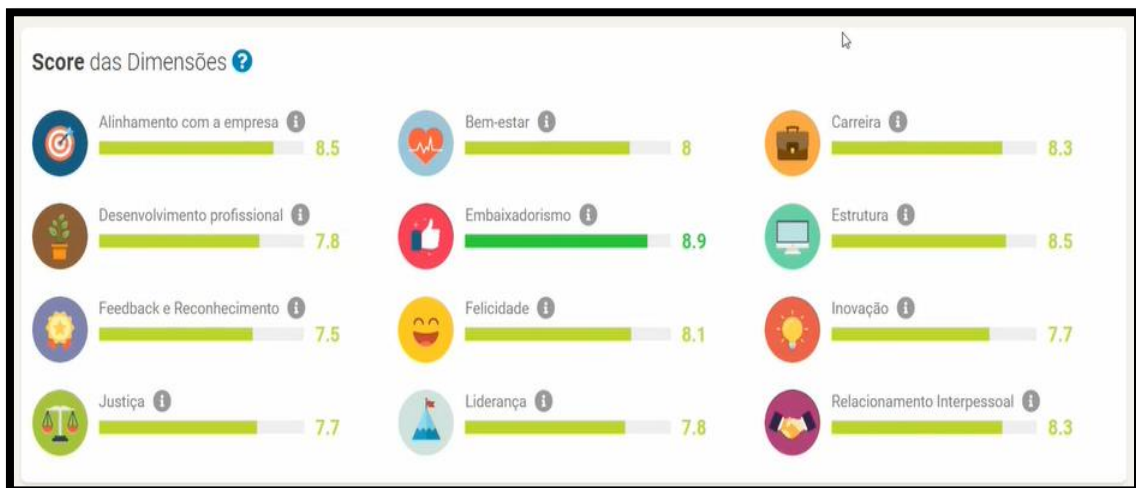 Score das Dimensões ?
Alinhamento com a empresa i
8.5
Bem-estar i
8
Carreira i
8.3
Desenvolvimento profissional i
7.8
Embaixadorismo i
8.9
Estrutura i
8.5
Feedback e Reconhecimento i
7.5
Felicidade i
8.1
Inovação i
7.7
Justiça i
7.7
Liderança i
7.8
Relacionamento Interpessoal i
8.3